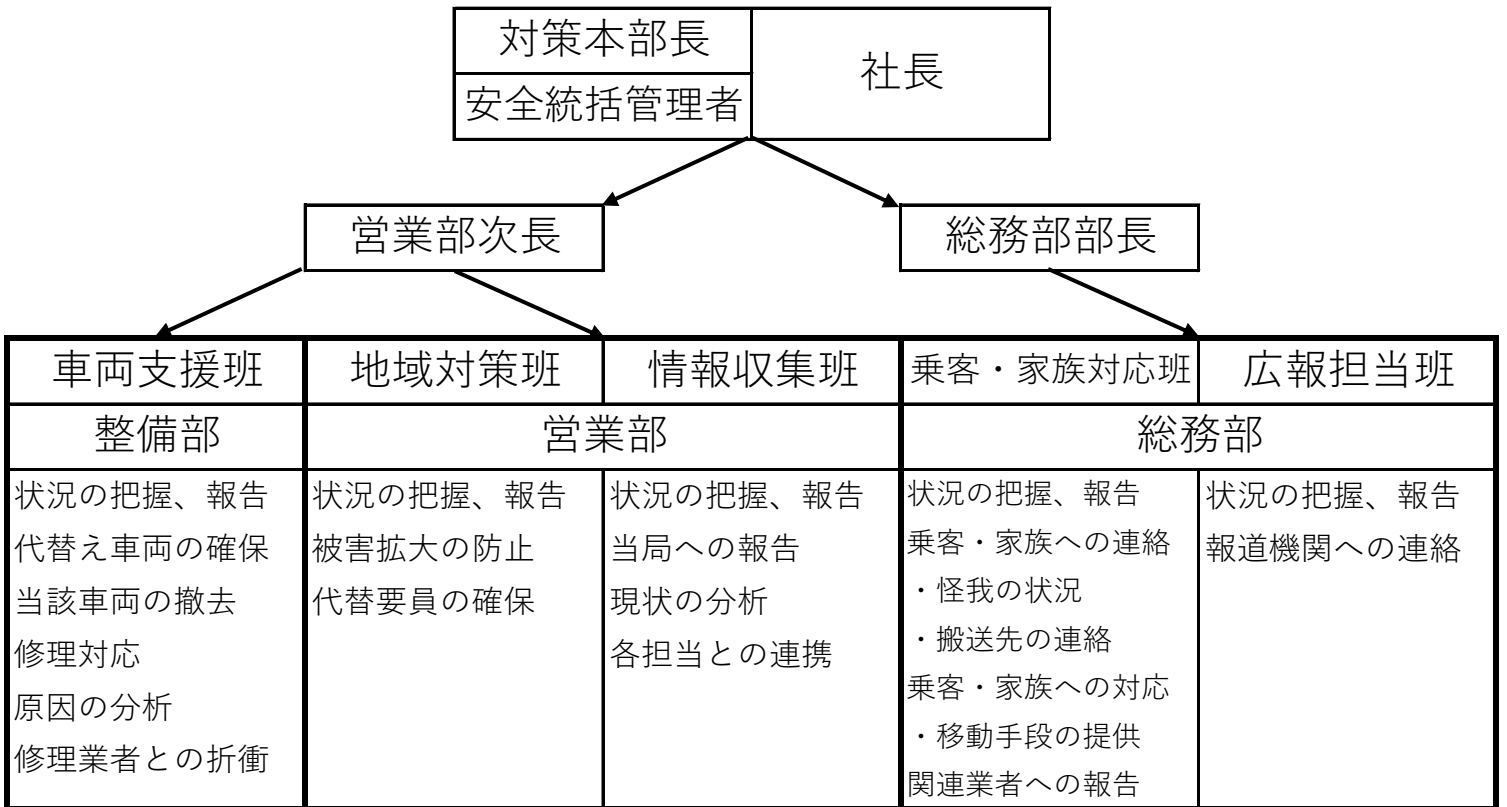 対策本部長
社長
安全統括管理者
営業部次長
総務部部長
車両支援班
地域対策班
情報収集班
乗客・家族対応班
広報担当班
整備部
営業部
総務部
状況の把握、報告
代替え車両の確保
当該車両の撤去
修理対応
原因の分析
修理業者との折衝
状況の把握、報告
被害拡大の防止
代替要員の確保
状況の把握、報告
当局への報告
現状の分析
各担当との連携
状況の把握、報告
乗客・家族への連絡
・怪我の状況
・搬送先の連絡
乗客・家族への対応
・移動手段の提供
関連業者への報告
状況の把握、報告
報道機関への連絡